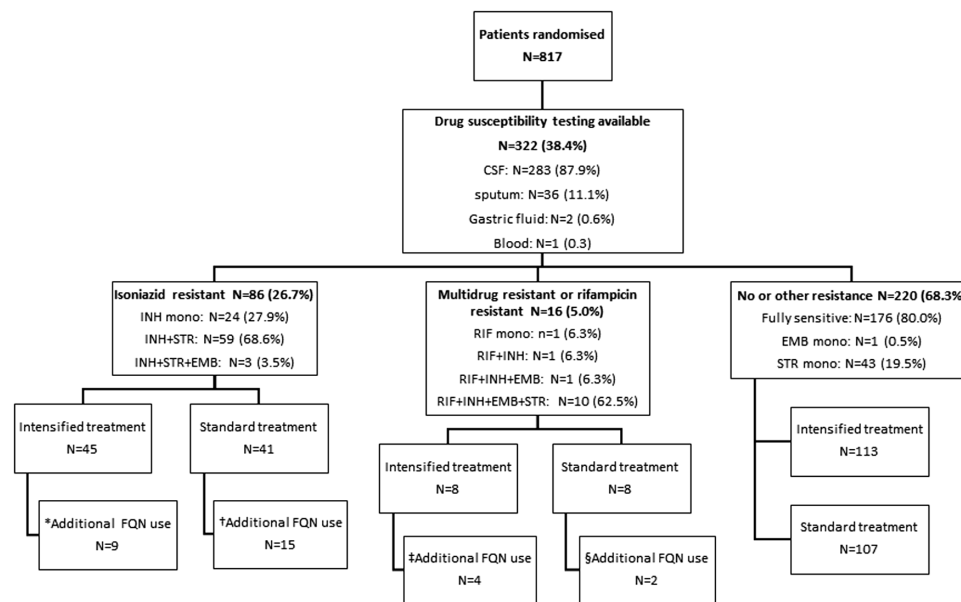 Patients randomised
N=817
Drug susceptibility testing available
N=322 (38.4%)
CSF: N=283 (87.9%)
sputum: N=36 (11.1%)
Gastric fluid: N=2 (0.6%)
Blood: N=1 (0.3)
Isoniazid resistant N=86 (26.7%)
INH mono: N=24 (27.9%)
INH+STR: N=59 (68.6%)
INH+STR+EMB: N=3 (3.5%)
Multidrug resistant or rifampicin
resistant N=16 (5.0%)
RIF mono: n=1 (6.3%)
RIF+INH: N=1 (6.3%)
RIF+INH+EMB: N=1 (6.3%)
RIF+INH+EMB+STR: N=10 (62.5%)
No or other resistance N=220 (68.3%)
Fully sensitive: N=176 (80.0%)
EMB mono: N=1 (0.5%)
STR mono: N=43 (19.5%)
Intensified treatment
N=45
Standard treatment
N=41
*Additional FQN use
N=9
†Additional FQN use
N=15
Intensified treatment
N=8
Standard treatment
N=8
‡Additional FQN use
N=4
§Additional FQN use
N=2
Intensified treatment
N=113
Standard treatment
N=107